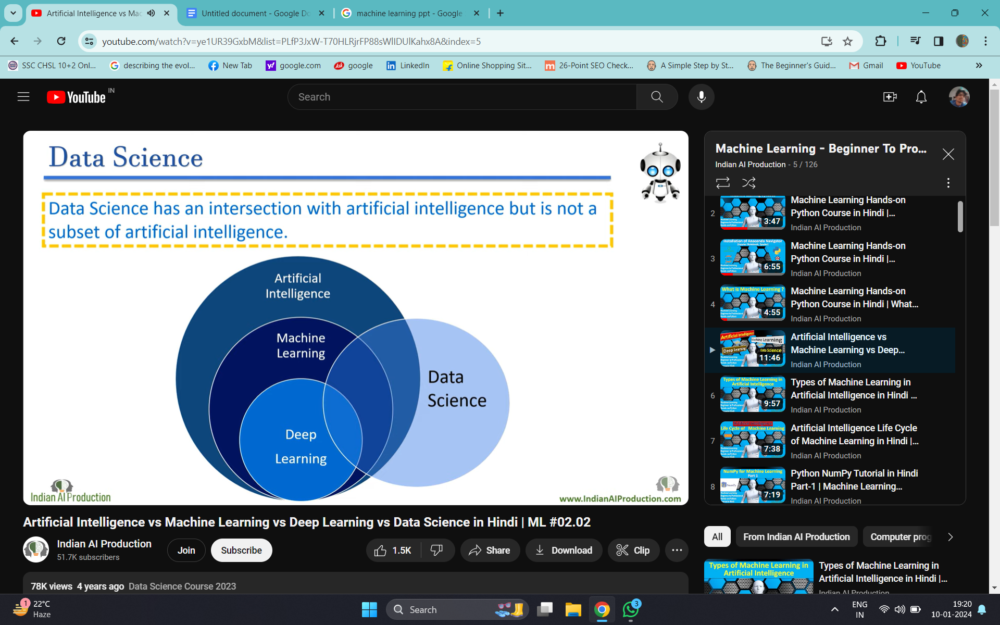 Artificial Intelligence vs Mac
Untitled document - Google Do
machine learning ppt - Google
youtube.com/watch?v=ye1UR39GxbM&list=PLfP3JxW-T70HLRjrFP88sWlIDUlKahx8A&index=5
SSC CHSL 10+2 Onl... describing the evol... New Tab google.com google LinkedIn Online Shopping Sit... 26-Point SEO Check... A Simple Step by St... The Beginner's Guid... Gmail YouTube
YouTube IN
Search
Data Science
Data Science has an intersection with artificial intelligence but is not a
subset of artificial intelligence.
Artificial
Intelligence
Machine
Learning
Data
Science
Deep
Learning
Indian AI Production
www.IndianAIProduction.com
Artificial Intelligence vs Machine Learning vs Deep Learning vs Data Science in Hindi | ML #02.02
Indian AI Production
51.7K subscribers
Join
Subscribe
1.5K
Share
Download
Clip
78K views 4 years ago Data Science Course 2023
Machine Learning - Beginner To Pro...
Indian AI Production - 5 / 126
2
3:47
Machine Learning Hands-on
Python Course in Hindi |...
Indian AI Production
3
Installation of Anaconda Navigator
6:55
Machine Learning Hands-on
Python Course in Hindi |...
Indian AI Production
4
What is Machine Learning ?
4:55
Machine Learning Hands-on
Python Course in Hindi | What...
Indian AI Production
Artificial Intelligence
Machine Learning
Deep Learning
Data Science
11:46
Artificial Intelligence vs
Machine Learning vs Deep...
Indian AI Production
6
Types of Machine Learning in
Artificial Intelligence
9:57
Types of Machine Learning in
Artificial Intelligence in Hindi ...
Indian AI Production
7
Life Cycle of Machine Learning
7:38
Artificial Intelligence Life Cycle
of Machine Learning in Hindi |...
Indian AI Production
8
NumPy for Machine Learning
Part 1
NumPy
7:19
Python NumPy Tutorial in Hindi
Part-1 | Machine Learning...
Indian AI Production
All
From Indian AI Production
Computer prog
Types of Machine Learning in
Artificial Intelligence
Types of Machine Learning in
Artificial Intelligence in Hindi |...
Indian AI Production
1
22°C
Haze
Search
3
ENG
IN
19:20
10-01-2024